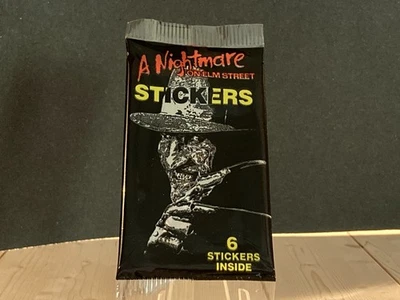 A Nightmare
ON ELM STREET
STICKERS
6
STICKERS
INSIDE